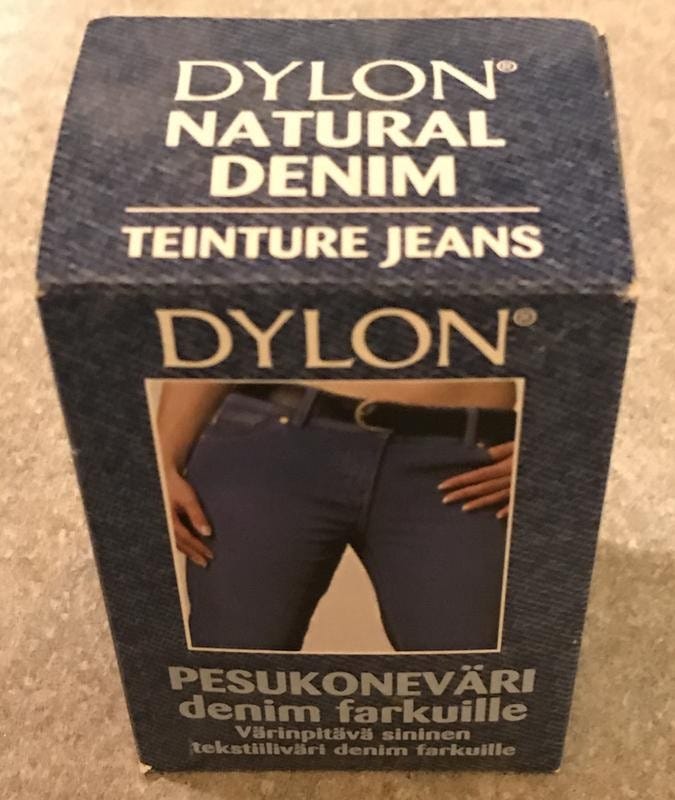 DYLON®
NATURAL
DENIM
TEINTURE JEANS
DYLON®
PESUKONEVÄRI
denim farkuille
Värinpitävä sininen
tekstiiliväri denim farkuille